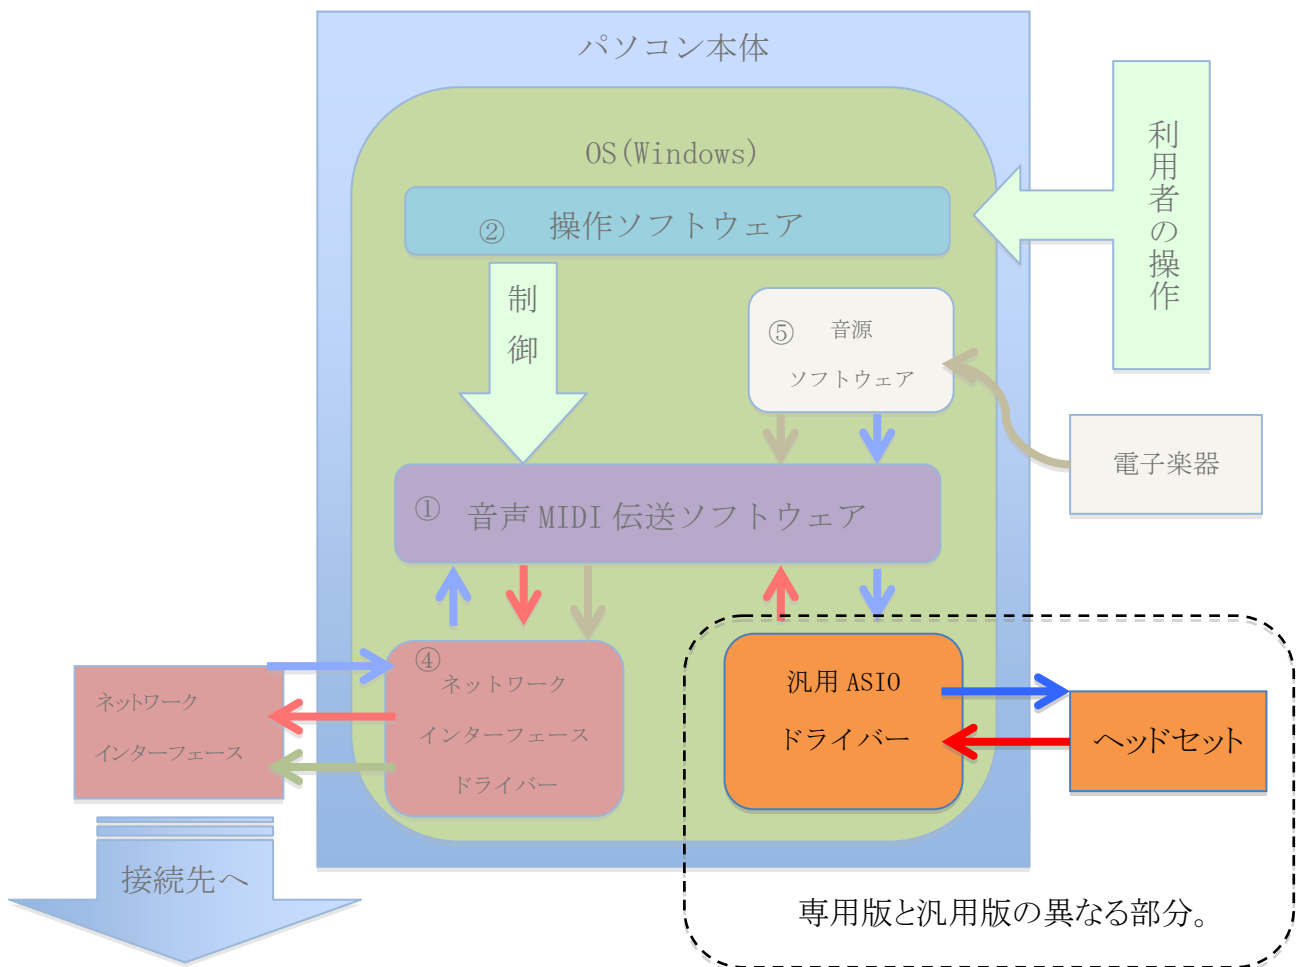 パソコン本体
OS(Windows)
② 操作ソフトウェア
利用者の操作
制
御
⑤ 音源
ソフトウェア
電子楽器
① 音声 MIDI 伝送ソフトウェア
④
ネットワーク
インターフェース
ドライバー
ネットワーク
インターフェース
汎用 ASIO
ドライバー
ヘッドセット
接続先へ
専用版と汎用版の異なる部分。